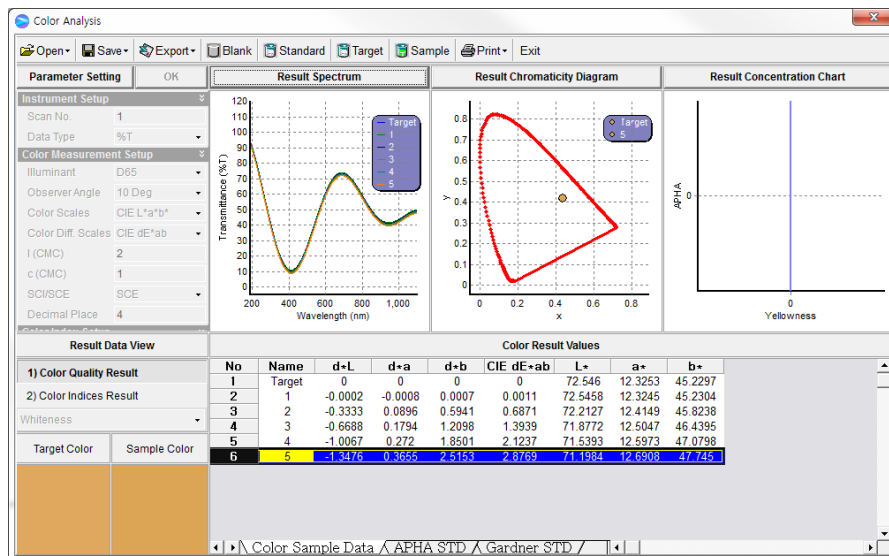 Color Analysis
Open Save Export Blank Standard Target Sample Print Exit
Parameter Setting OK Result Spectrum Result Chromaticity Diagram Result Concentration Chart
Instrument Setup
Scan No. 1
Data Type %T
Color Measurement Setup
Illuminant D65
Observer Angle 10 Deg
Color Scales CIE L*a*b*
Color Diff. Scales CIE dE*ab
l (CMC) 2
c (CMC) 1
SCI/SCE SCE
Decimal Place 4
Transmittance (%T)
120
110
100
90
80
70
60
50
40
30
20
10
0
200 400 600 800 1,000
Wavelength (nm)
Target
1
2
3
4
5
y
0.8
0.7
0.6
0.5
0.4
0.3
0.2
0.1
0
0 0.2 0.4 0.6 0.8
x
Target
5
APHA
0
0
Yellowness
Result Data View Color Result Values
1) Color Quality Result
2) Color Indices Result
Whiteness
Target Color Sample Color
No Name d*L d*a d*b CIE dE*ab L* a* b*
1 Target 0 0 0 0 72.546 12.3253 45.2297
2 1 -0.0002 -0.0008 0.0007 0.0011 72.5458 12.3245 45.2304
3 2 -0.3333 0.0896 0.5941 0.6871 72.2127 12.4149 45.8238
4 3 -0.6688 0.1794 1.2098 1.3939 71.8772 12.5047 46.4395
5 4 -1.0067 0.272 1.8501 2.1237 71.5393 12.5973 47.0798
6 5 -1.3476 0.3655 2.5153 2.8769 71.1984 12.6908 47.745
Color Sample Data APHA STD Gardner STD